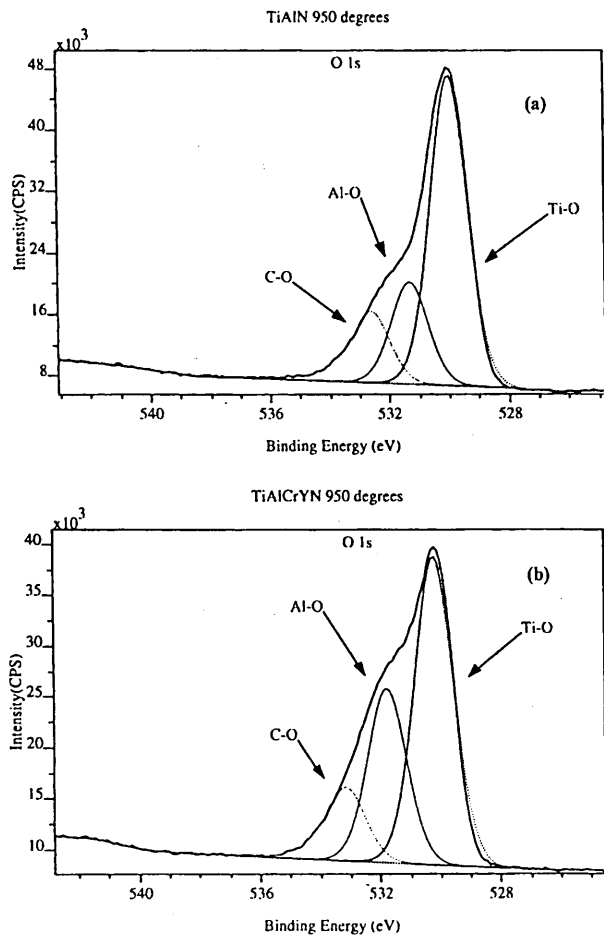 TiAlN 950 degrees
x10³
O 1s
48
(a)
40
Al-O
32
Ti-O
24
C-O
16
8
540 536 532 528
Binding Energy (eV)
Intensity(CPS)
TiAlCrYN 950 degrees
x10³
O 1s
40
(b)
35
Al-O
30
Ti-O
25
20
C-O
15
10
540 536 532 528
Binding Energy (eV)
Intensity(CPS)